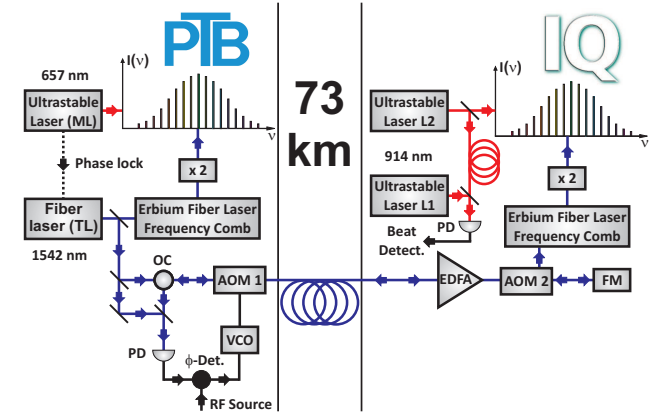 PTB
657 nm
I(ν)
Ultrastable
Laser (ML)
ν
Phase lock
x 2
Fiber
laser (TL)
Erbium Fiber Laser
Frequency Comb
1542 nm
OC
AOM 1
PD
VCO
ϕ-Det.
RF Source
73
km
IQ
I(ν)
Ultrastable
Laser L2
ν
914 nm
x 2
Ultrastable
Laser L1
PD
Beat
Detect.
Erbium Fiber Laser
Frequency Comb
EDFA
AOM 2
FM